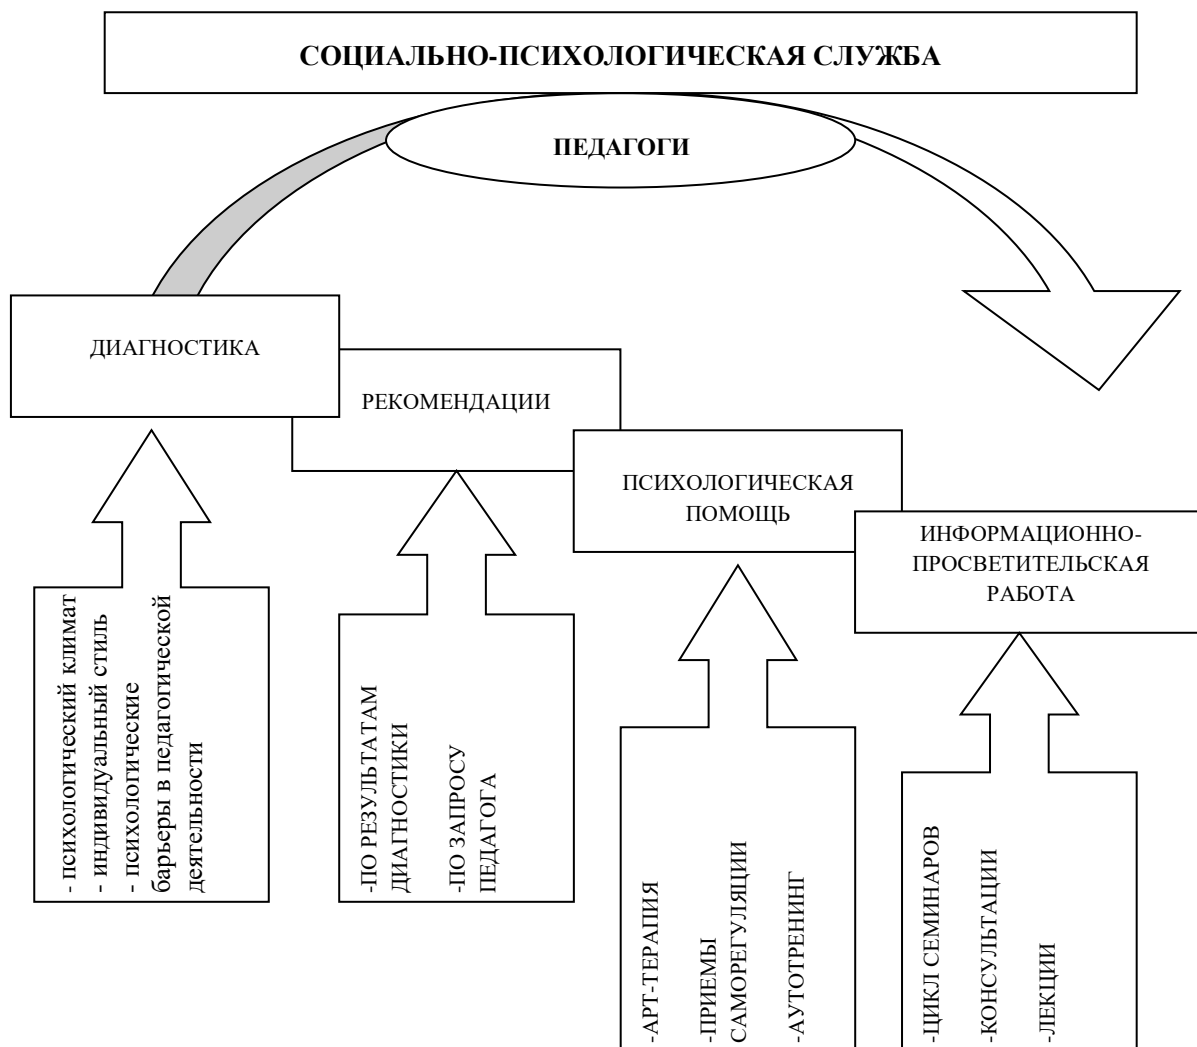 СОЦИАЛЬНО-ПСИХОЛОГИЧЕСКАЯ СЛУЖБА
ПЕДАГОГИ
ДИАГНОСТИКА
РЕКОМЕНДАЦИИ
ПСИХОЛОГИЧЕСКАЯ
ПОМОЩЬ
ИНФОРМАЦИОННО-
ПРОСВЕТИТЕЛЬСКАЯ
РАБОТА
- психологический климат
- индивидуальный стиль
- психологические
барьеры в педагогической
деятельности
-ПО РЕЗУЛЬТАТАМ
ДИАГНОСТИКИ
-ПО ЗАПРОСУ
ПЕДАГОГА
-АРТ-ТЕРАПИЯ
-ПРИЕМЫ
САМОРЕГУЛЯЦИИ
-АУТОТРЕНИНГ
-ЦИКЛ СЕМИНАРОВ
-КОНСУЛЬТАЦИИ
-ЛЕКЦИИ